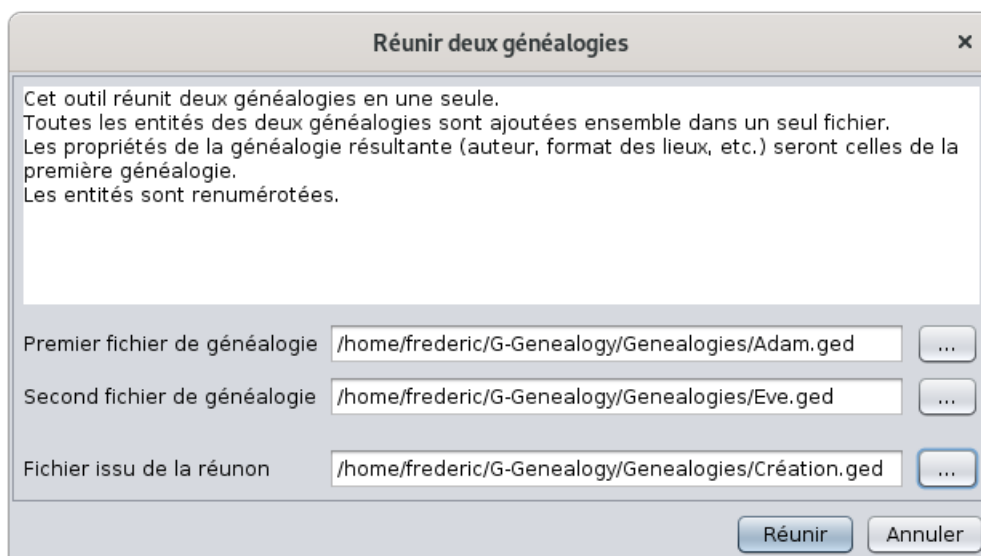 Réunir deux généalogies
×
Cet outil réunit deux généalogies en une seule.
Toutes les entités des deux généalogies sont ajoutées ensemble dans un seul fichier.
Les propriétés de la généalogie résultante (auteur, format des lieux, etc.) seront celles de la
première généalogie.
Les entités sont renumérotées.
Premier fichier de généalogie /home/frederic/G-Genealogy/Genealogies/Adam.ged ...
Second fichier de généalogie /home/frederic/G-Genealogy/Genealogies/Eve.ged ...
Fichier issu de la réunon /home/frederic/G-Genealogy/Genealogies/Création.ged ...
Réunir Annuler